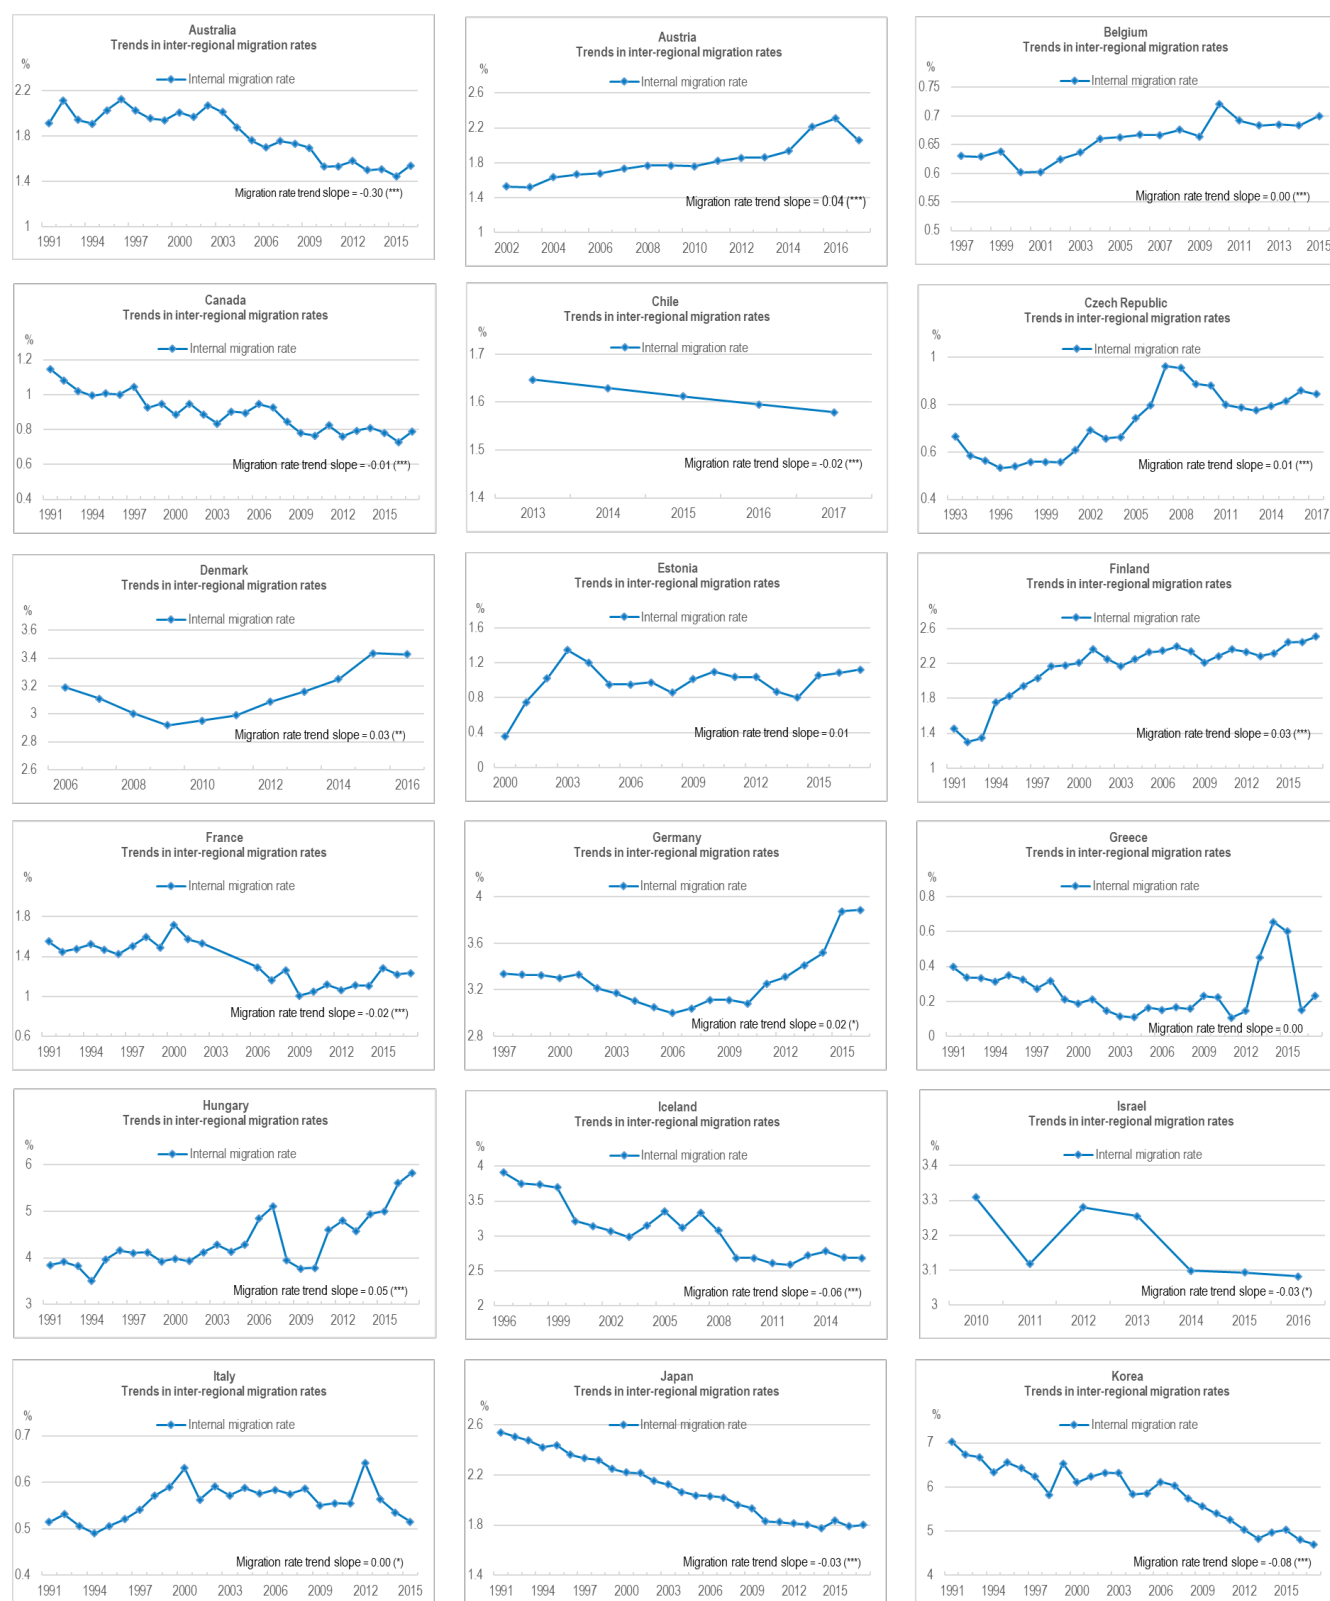 Australia
Trends in inter-regional migration rates
%
Internal migration rate
2.2
1.8
1.4
1
Migration rate trend slope = -0.30 (***)
1991 1994 1997 2000 2003 2006 2009 2012 2015
Austria
Trends in inter-regional migration rates
%
Internal migration rate
2.6
2.2
1.8
1.4
1
Migration rate trend slope = 0.04 (***)
2002 2004 2006 2008 2010 2012 2014 2016
Belgium
Trends in inter-regional migration rates
%
Internal migration rate
0.75
0.7
0.65
0.6
0.55
0.5
Migration rate trend slope = 0.00 (***)
1997 1999 2001 2003 2005 2007 2009 2011 2013 2015
Canada
Trends in inter-regional migration rates
%
Internal migration rate
1.2
1
0.8
0.6
0.4
Migration rate trend slope = -0.01 (***)
1991 1994 1997 2000 2003 2006 2009 2012 2015
Chile
Trends in inter-regional migration rates
%
Internal migration rate
1.7
1.6
1.5
1.4
Migration rate trend slope = -0.02 (***)
2013 2014 2015 2016 2017
Czech Republic
Trends in inter-regional migration rates
%
Internal migration rate
1
0.8
0.6
0.4
Migration rate trend slope = 0.01 (***)
1993 1996 1999 2002 2005 2008 2011 2014 2017
Denmark
Trends in inter-regional migration rates
%
Internal migration rate
3.6
3.4
3.2
3
2.8
2.6
Migration rate trend slope = 0.03 (**)
2006 2008 2010 2012 2014 2016
Estonia
Trends in inter-regional migration rates
%
Internal migration rate
1.6
1.2
0.8
0.4
0
Migration rate trend slope = 0.01
2000 2003 2006 2009 2012 2015
Finland
Trends in inter-regional migration rates
%
Internal migration rate
2.6
2.2
1.8
1.4
1
Migration rate trend slope = 0.03 (***)
1991 1994 1997 2000 2003 2006 2009 2012 2015
France
Trends in inter-regional migration rates
%
Internal migration rate
1.8
1.4
1
0.6
Migration rate trend slope = -0.02 (***)
1991 1994 1997 2000 2003 2006 2009 2012 2015
Germany
Trends in inter-regional migration rates
%
Internal migration rate
4
3.6
3.2
2.8
Migration rate trend slope = 0.02 (*)
1997 2000 2003 2006 2009 2012 2015
Greece
Trends in inter-regional migration rates
%
Internal migration rate
0.8
0.6
0.4
0.2
0
Migration rate trend slope = 0.00
1991 1994 1997 2000 2003 2006 2009 2012 2015
Hungary
Trends in inter-regional migration rates
%
Internal migration rate
6
5
4
3
Migration rate trend slope = 0.05 (***)
1991 1994 1997 2000 2003 2006 2009 2012 2015
Iceland
Trends in inter-regional migration rates
%
Internal migration rate
4
3.5
3
2.5
2
Migration rate trend slope = -0.06 (***)
1996 1999 2002 2005 2008 2011 2014
Israel
Trends in inter-regional migration rates
%
Internal migration rate
3.4
3.3
3.2
3.1
3
Migration rate trend slope = -0.03 (*)
2010 2011 2012 2013 2014 2015 2016
Italy
Trends in inter-regional migration rates
%
Internal migration rate
0.7
0.6
0.5
0.4
Migration rate trend slope = 0.00 (*)
1991 1994 1997 2000 2003 2006 2009 2012 2015
Japan
Trends in inter-regional migration rates
%
Internal migration rate
2.6
2.2
1.8
1.4
Migration rate trend slope = -0.03 (***)
1991 1994 1997 2000 2003 2006 2009 2012 2015
Korea
Trends in inter-regional migration rates
%
Internal migration rate
7
6
5
4
Migration rate trend slope = -0.08 (***)
1991 1994 1997 2000 2003 2006 2009 2012 2015